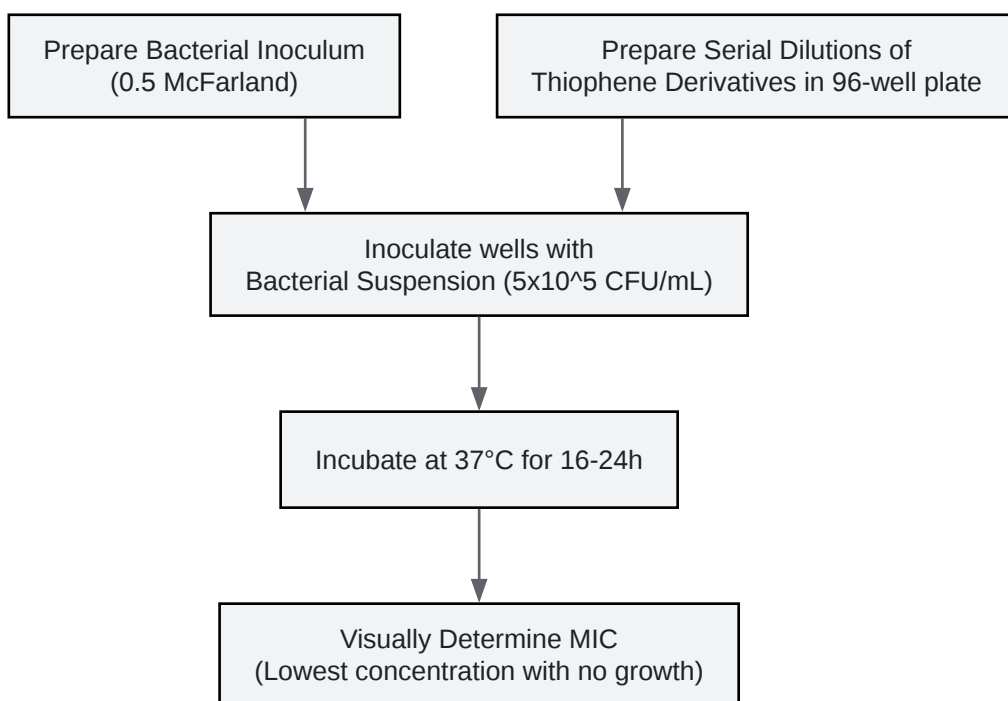 Prepare Bacterial Inoculum
(0.5 McFarland)
Prepare Serial Dilutions of
Thiophene Derivatives in 96-well plate
Inoculate wells with
Bacterial Suspension (5x10^5 CFU/mL)
Incubate at 37°C for 16-24h
Visually Determine MIC
(Lowest concentration with no growth)